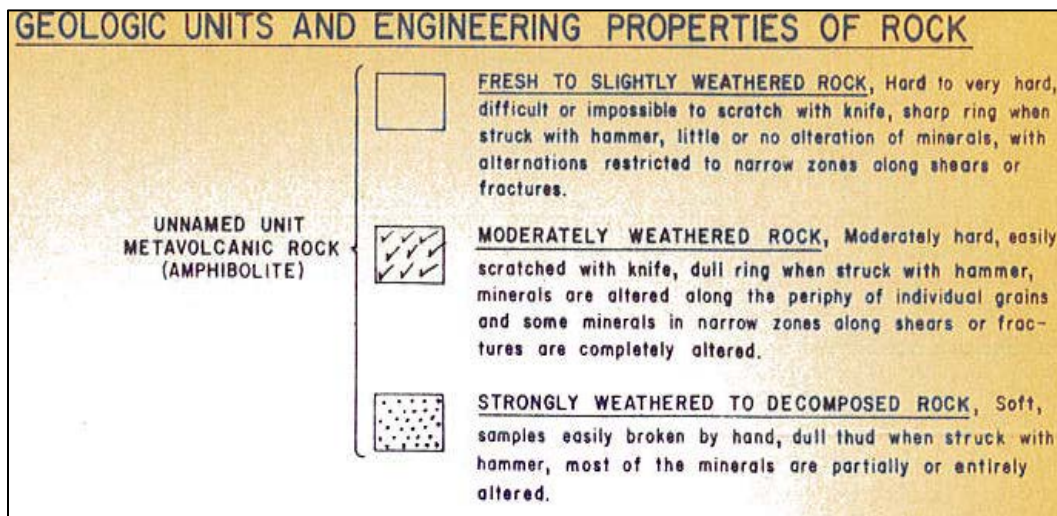 GEOLOGIC UNITS AND ENGINEERING PROPERTIES OF ROCK
UNNAMED UNIT
METAVOLCANIC ROCK
(AMPHIBOLITE)
FRESH TO SLIGHTLY WEATHERED ROCK, Hard to very hard,
difficult or impossible to scratch with knife, sharp ring when
struck with hammer, little or no alteration of minerals, with
alternations restricted to narrow zones along shears or
fractures.
MODERATELY WEATHERED ROCK, Moderately hard, easily
scratched with knife, dull ring when struck with hammer,
minerals are altered along the periphy of individual grains
and some minerals in narrow zones along shears or frac-
tures are completely altered.
STRONGLY WEATHERED TO DECOMPOSED ROCK, Soft,
samples easily broken by hand, dull thud when struck with
hammer, most of the minerals are partially or entirely
altered.